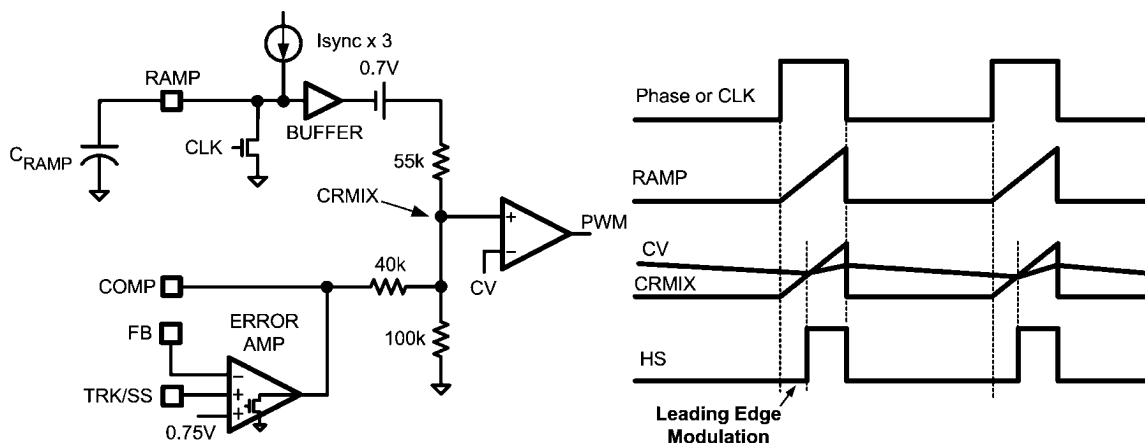 Isync x 3
RAMP
0.7V
C_RAMP
CLK
BUFFER
55k
CRMIX
+
−
PWM
CV
COMP
40k
100k
FB
ERROR
AMP
TRK/SS
−
+
+
0.75V
Phase or CLK
RAMP
CV
CRMIX
HS
Leading Edge
Modulation